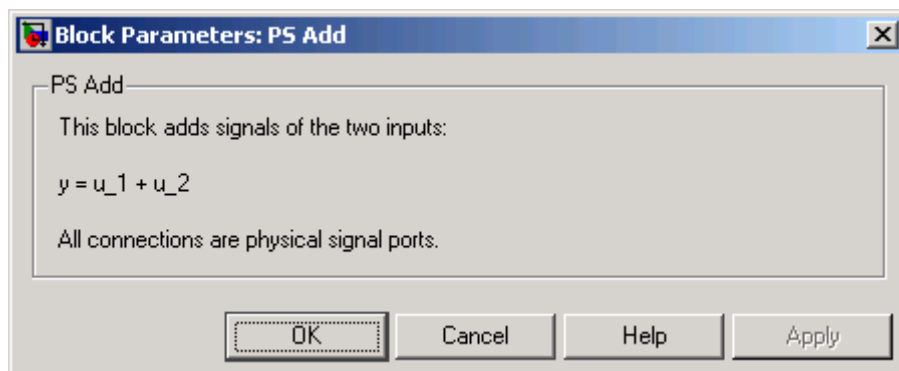 Block Parameters: PS Add
PS Add
This block adds signals of the two inputs:
y = u_1 + u_2
All connections are physical signal ports.
OK Cancel Help Apply